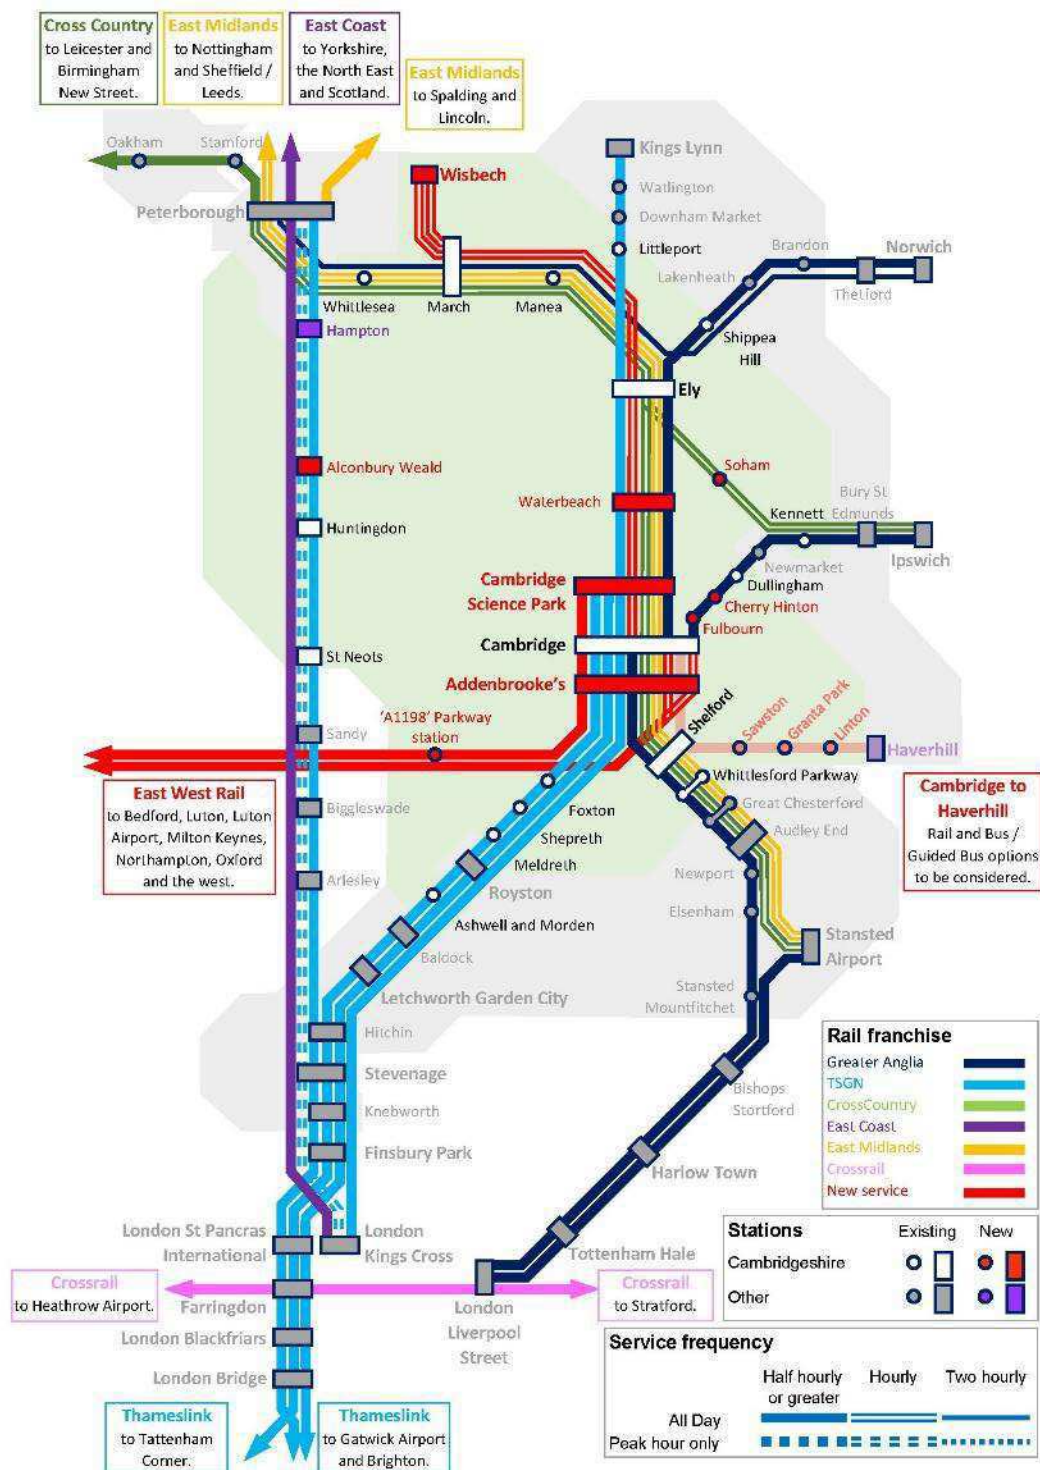 Cross Country
to Leicester and
Birmingham
New Street.
East Midlands
to Nottingham
and Sheffield /
Leeds.
East Coast
to Yorkshire,
the North East
and Scotland.
East Midlands
to Spalding and
Lincoln.
Oakham
Stamford
Peterborough
Wisbech
Kings Lynn
Watlington
Downham Market
Littleport
Brandon
Norwich
Lakenheath
Thetford
Whittlesea
March
Manea
Shippea
Hill
Hampton
Ely
Alconbury Weald
Soham
Waterbeach
Kennett
Bury St
Edmunds
Huntingdon
Newmarket
Ipswich
Dullingham
Cambridge
Science Park
Cherry Hinton
Fulbourn
Cambridge
St Neots
Addenbrooke's
'A1198' Parkway
station
Shelford
Sawston
Granta Park
Linton
Sandy
Haverhill
Whittlesford Parkway
East West Rail
to Bedford, Luton, Luton
Airport, Milton Keynes,
Northampton, Oxford
and the west.
Biggleswade
Foxton
Great Chesterford
Cambridge to
Haverhill
Rail and Bus /
Guided Bus options
to be considered.
Shepreth
Audley End
Meldreth
Arlesley
Royston
Newport
Ashwell and Morden
Elsenham
Baldock
Stansted
Airport
Letchworth Garden City
Stansted
Mountfitchet
Hitchin
Stevenage
Bishops
Stortford
Knebworth
Finsbury Park
Harlow Town
Rail franchise
Greater Anglia
TSGN
CrossCountry
East Coast
East Midlands
Crossrail
New service
London St Pancras
International
London
Kings Cross
Tottenham Hale
Stations
Existing
New
Cambridgeshire
Other
Crossrail
to Heathrow Airport.
Farringdon
London
Liverpool
Street
Crossrail
to Stratford.
London Blackfriars
London Bridge
Service frequency
Half hourly
or greater
Hourly
Two hourly
All Day
Peak hour only
Thameslink
to Tattenham
Corner.
Thameslink
to Gatwick Airport
and Brighton.